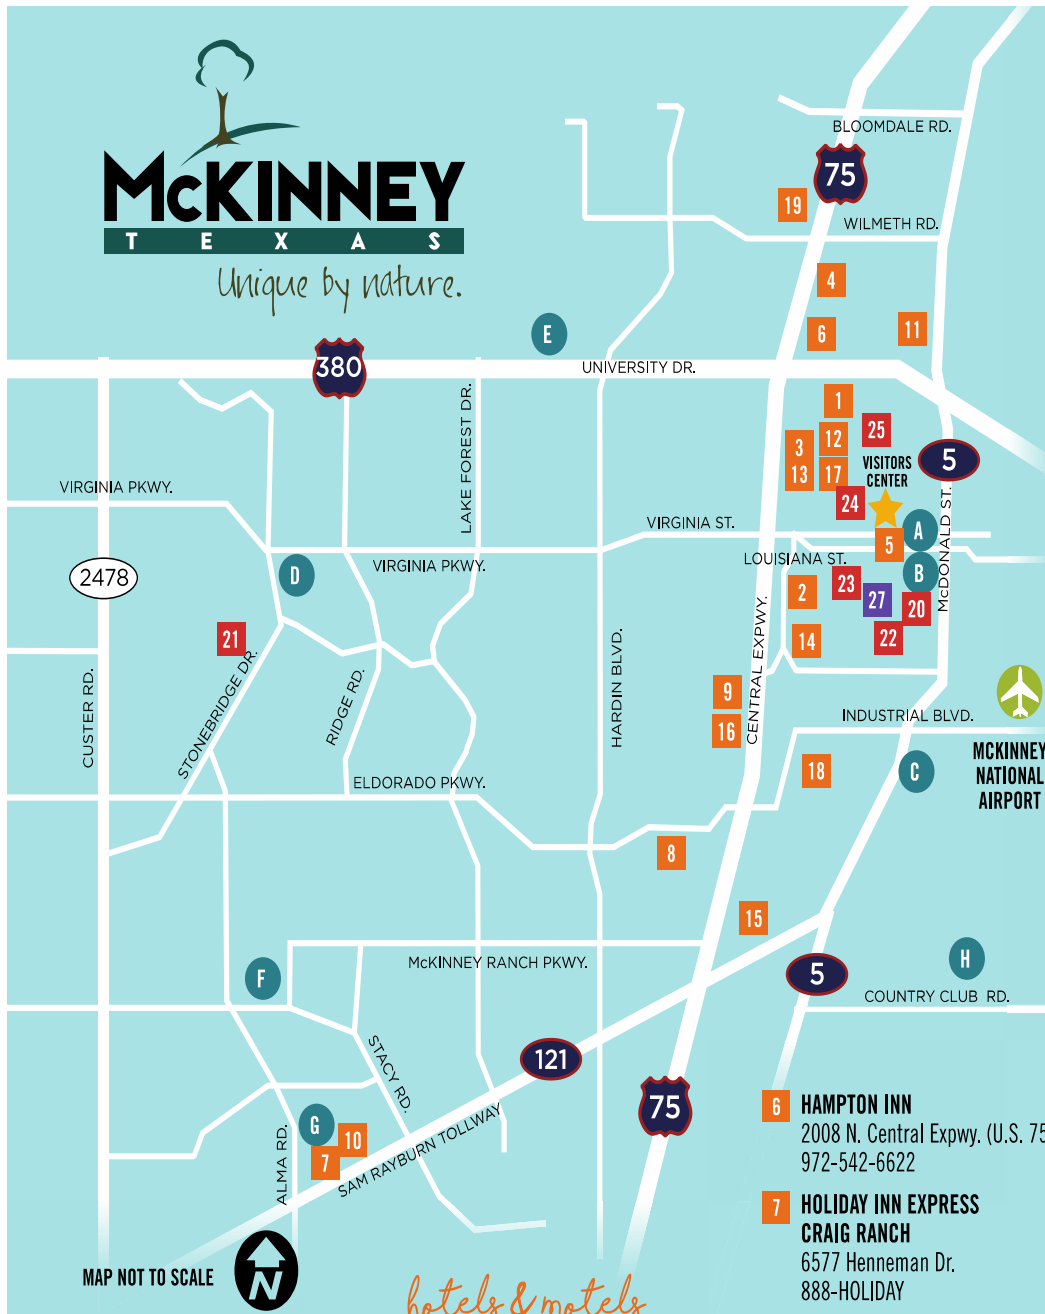 McKINNEY
TEXAS
Unique by nature.
BLOOMDALE RD.
75
19
WILMETH RD.
4
6
11
E
380
UNIVERSITY DR.
LAKE FOREST DR.
1
12
25
3
13
17
VISITORS
CENTER
5
24
VIRGINIA PKWY.
VIRGINIA ST.
A
5
McDONALD ST.
LOUISIANA ST.
VIRGINIA PKWY.
B
2478
D
2
23
27
20
21
14
22
HARDIN BLVD.
CENTRAL EXPWY.
CUSTER RD.
STONEBRIDGE DR.
RIDGE RD.
9
16
INDUSTRIAL BLVD.
MCKINNEY
NATIONAL
AIRPORT
18
C
ELDORADO PKWY.
8
15
McKINNEY RANCH PKWY.
F
5
H
COUNTRY CLUB RD.
STACY RD.
121
75
G
10
7
ALMA RD.
SAM RAYBURN TOLLWAY
6 HAMPTON INN
2008 N. Central Expwy. (U.S. 75
972-542-6622
7 HOLIDAY INN EXPRESS
CRAIG RANCH
6577 Henneman Dr.
888-HOLIDAY
MAP NOT TO SCALE
N
hotels & motels